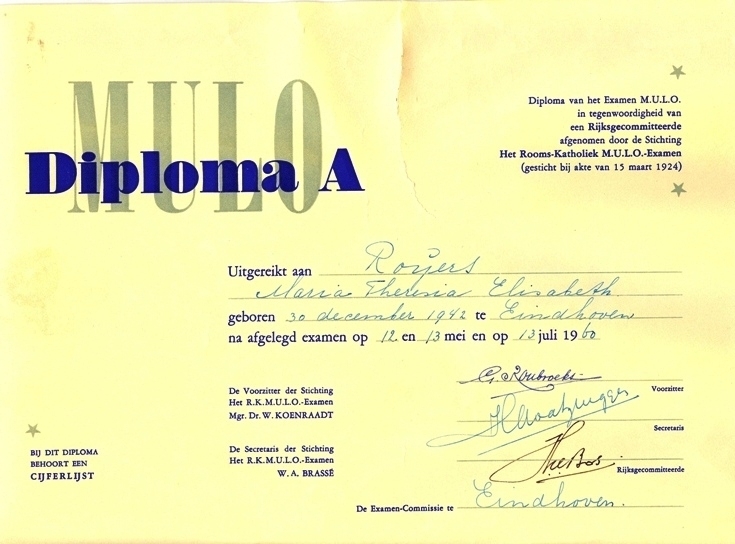 MULO
Diploma A
Diploma van het Examen M.U.L.O.
in tegenwoordigheid van
een Rijksgecommitteerde
afgenomen door de Stichting
Het Rooms-Katholiek M.U.L.O.-Examen
(gesticht bij akte van 15 maart 1924)
Uitgereikt aan Roijers
Maria Theresia Elisabeth
geboren 30 december 1942 te Eindhoven
na afgelegd examen op 12 en 13 mei en op 13 juli 1960
De Voorzitter der Stichting
Het R.K.M.U.L.O.-Examen
Mgr. Dr. W. KOENRAADT
Voorzitter
Secretaris
De Secretaris der Stichting
Het R.K.M.U.L.O.-Examen
W. A. BRASSÉ
Rijksgecommitteerde
BIJ DIT DIPLOMA
BEHOORT EEN
CIJFERLIJST
De Examen-Commissie te Eindhoven.